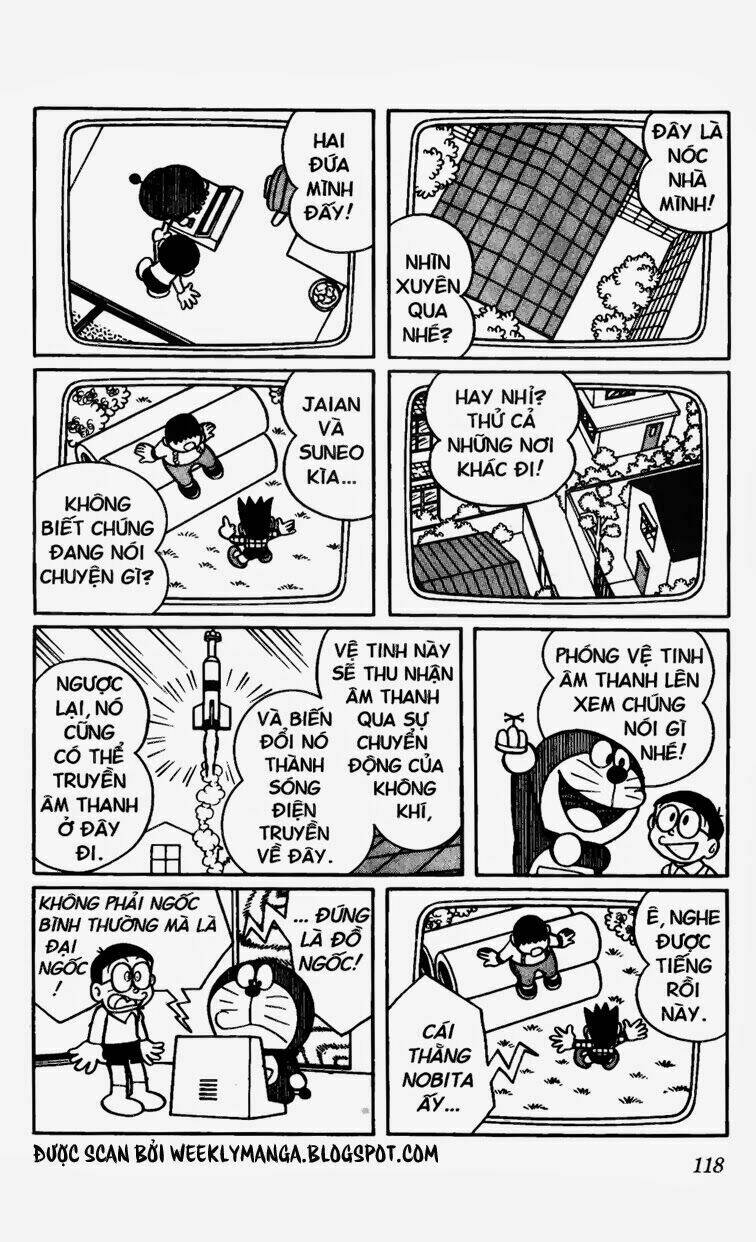 ĐÂY LÀ
NÓC
NHÀ
MÌNH!
NHÌN
XUYÊN
QUA
NHÉ?
HAI
ĐỨA
MÌNH
ĐẤY!
HAY NHỈ?
THỬ CẢ
NHỮNG NƠI
KHÁC ĐI!
JAIAN
VÀ
SUNEO
KÌA...
KHÔNG
BIẾT CHÚNG
ĐANG NÓI
CHUYỆN GÌ?
PHÓNG VỆ TINH
ÂM THANH LÊN
XEM CHÚNG
NÓI GÌ
NHÉ!
VỆ TINH NÀY
SẼ THU NHẬN
ÂM THANH
QUA SỰ
CHUYỂN
ĐỘNG CỦA
KHÔNG
KHÍ,
VÀ BIẾN
ĐỔI NÓ
THÀNH
SÓNG
ĐIỆN
TRUYỀN
VỀ ĐÂY.
NGƯỢC
LẠI, NÓ
CŨNG
CÓ THỂ
TRUYỀN
ÂM THANH
Ở ĐÂY
ĐI.
Ê, NGHE
ĐƯỢC
TIẾNG
RỒI
NÀY.
CÁI
THẰNG
NOBITA
ẤY...
... ĐÚNG
LÀ ĐỒ
NGỐC!
KHÔNG PHẢI NGỐC
BÌNH THƯỜNG MÀ LÀ
ĐẠI
NGỐC
!
ĐƯỢC SCAN BỞI WEEKLYMANGA.BLOGSPOT.COM
118